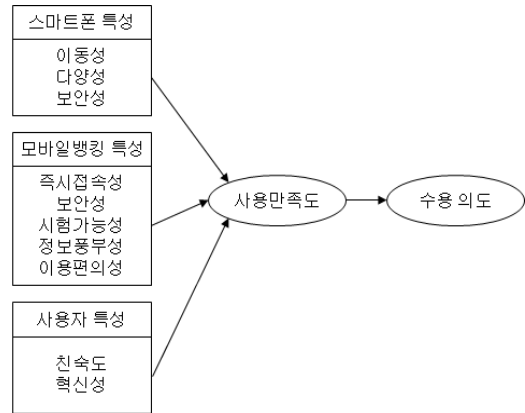 스마트폰 특성
이동성
다양성
보안성
모바일뱅킹 특성
즉시접속성
보안성
시험가능성
정보풍부성
이용편의성
사용자 특성
친숙도
혁신성
사용만족도
수용 의도